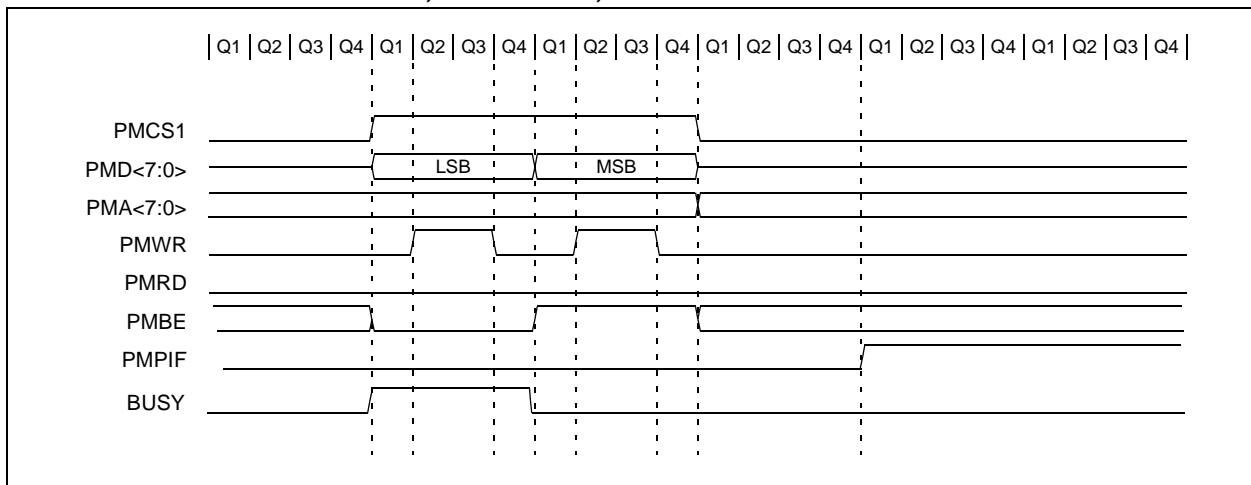 Q1 Q2 Q3 Q4 Q1 Q2 Q3 Q4 Q1 Q2 Q3 Q4 Q1 Q2 Q3 Q4 Q1 Q2 Q3 Q4 Q1 Q2 Q3 Q4
PMCS1
PMD<7:0> LSB MSB
PMA<7:0>
PMWR
PMRD
PMBE
PMPIF
BUSY